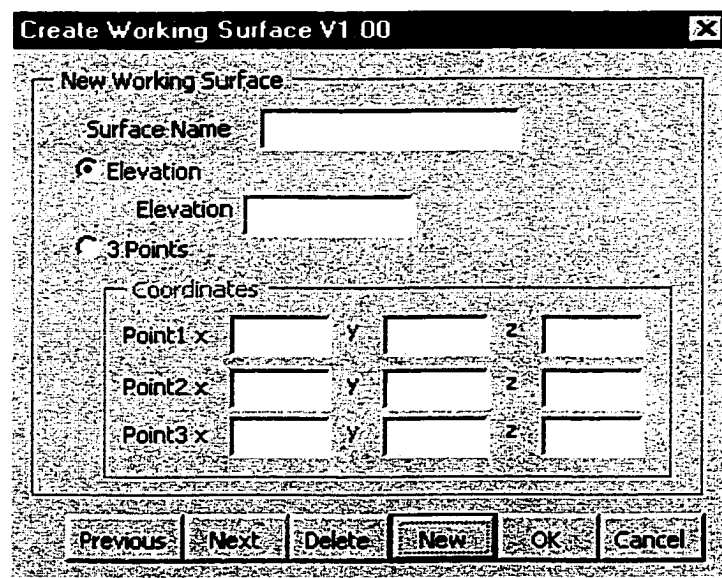 Create Working Surface V1.00
New Working Surface
Surface Name
Elevation
Elevation
3 Points
Coordinates
Point1 x y z
Point2 x y z
Point3 x y z
Previous Next Delete New OK Cancel